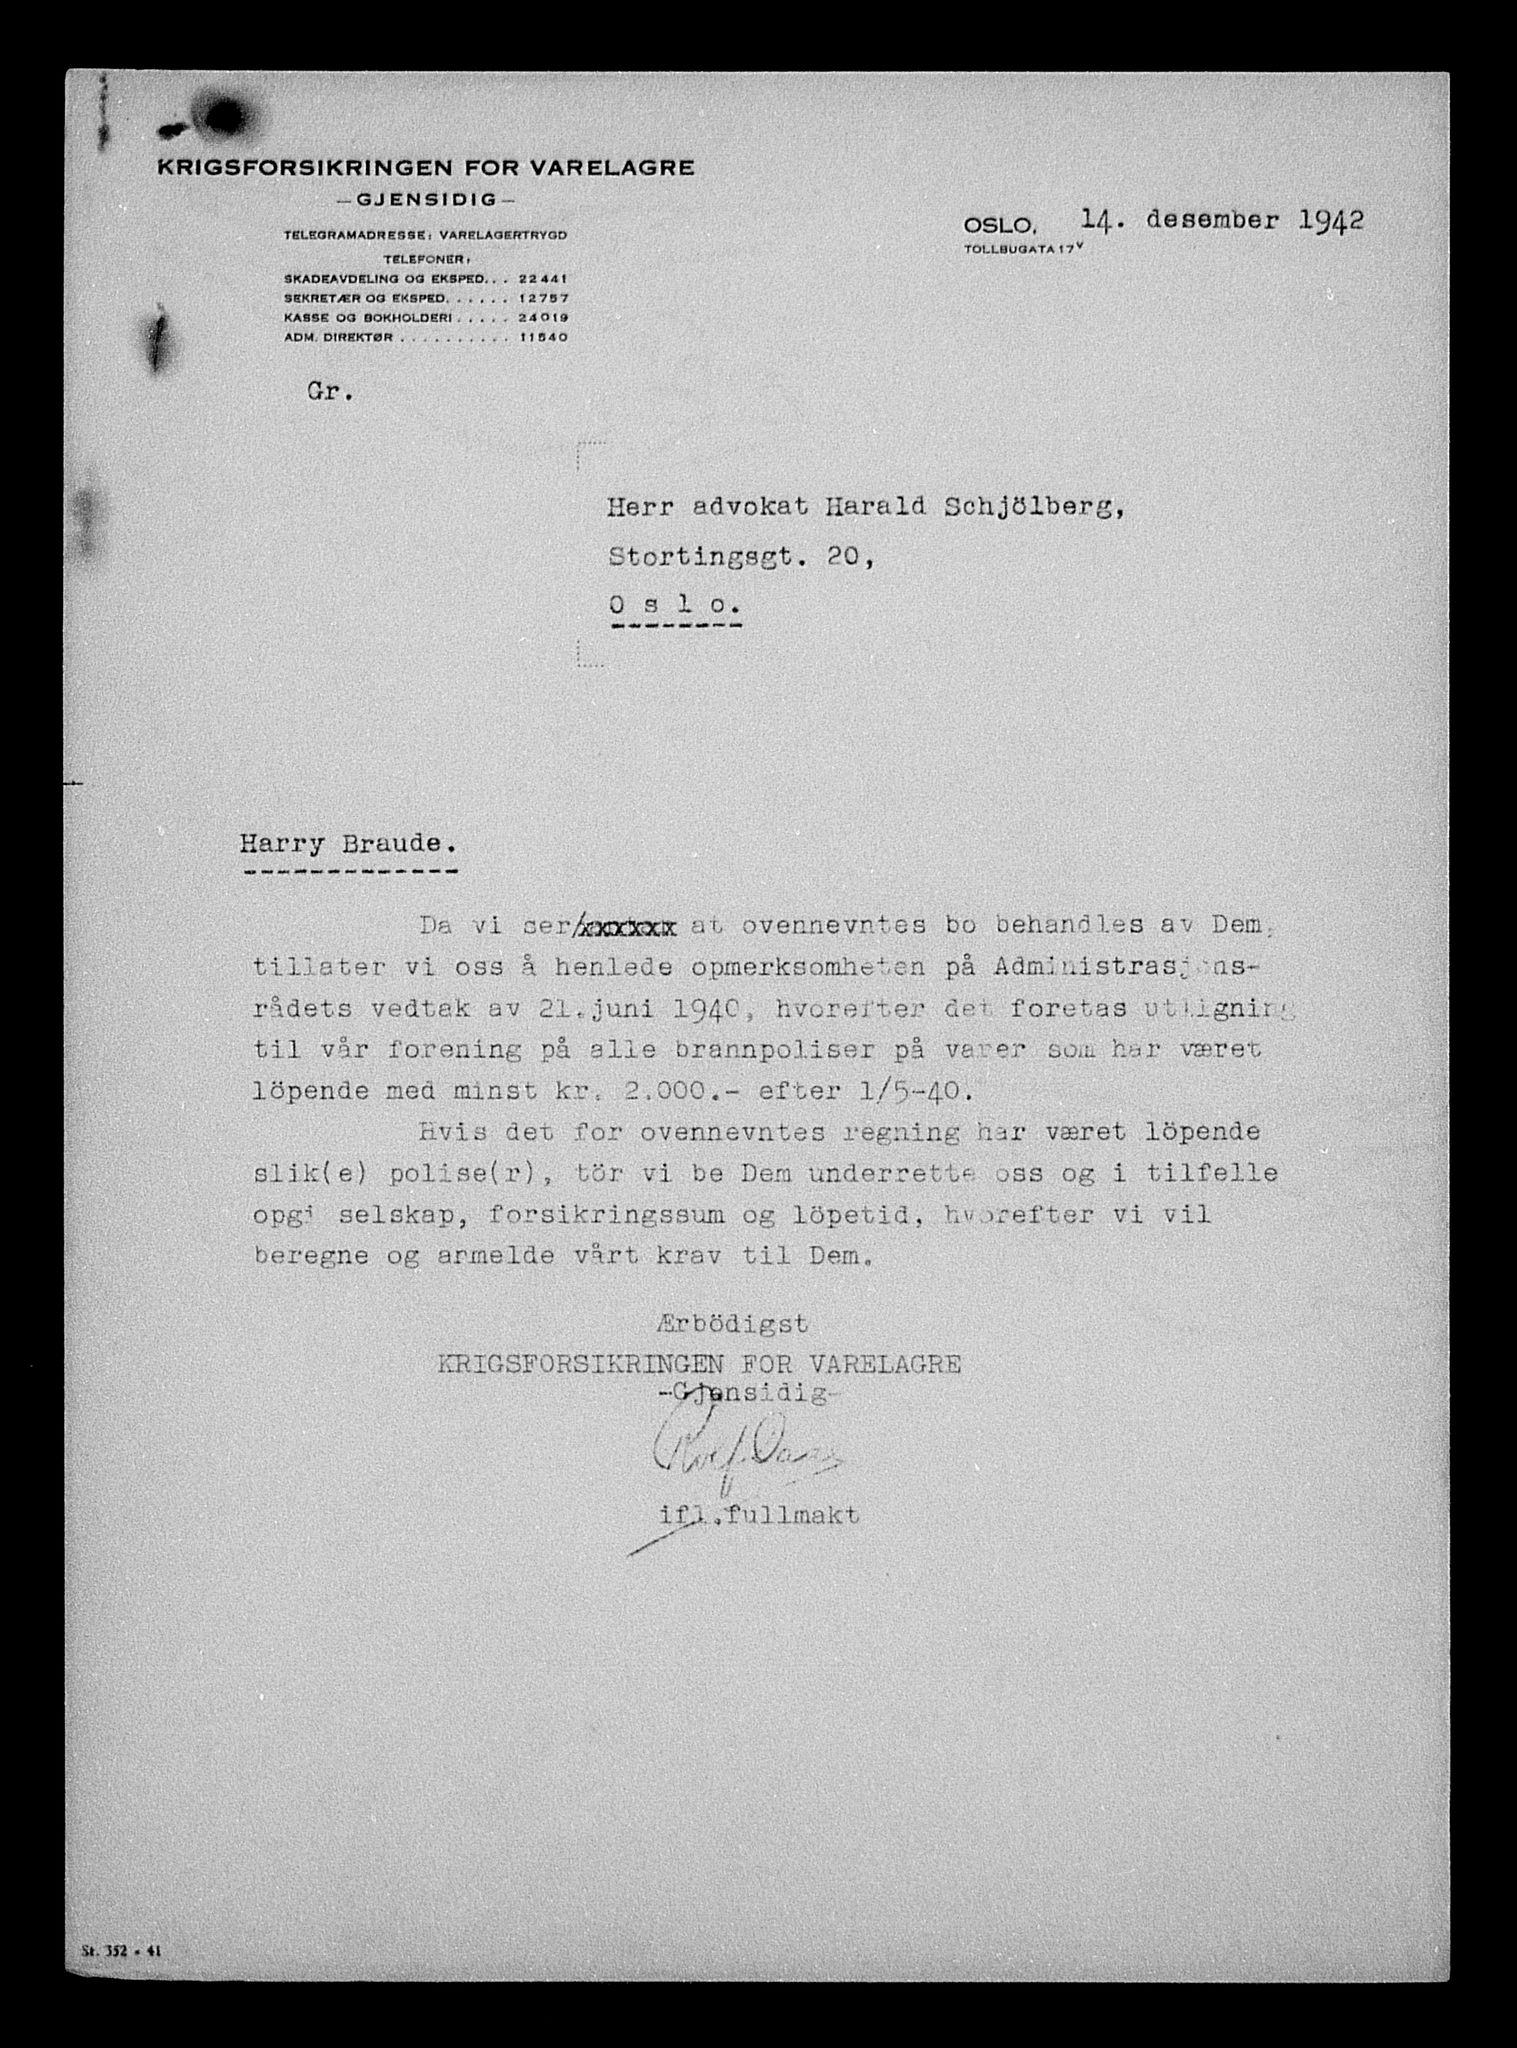 KRIGSFORSIKRINGEN FOR VARELAGRE
—GJENSIDIG—
TELEGRAMADRESSE: VARELAGERTRYGD
TELEFONER:
SKADEAVDELING OG EKSPED. . . 22441
SEKRETÆR OG EKSPED. . . . . . 12757
KASSE OG BOKHOLDERI . . . . . 24019
ADM. DIREKTØR . . . . . . . . . . 11540
OSLO, 14. desember 1942
TOLLBUGATA 17 V
Gr.
Herr advokat Harald Schjölberg,
Stortingsgt. 20,
O s l o.
Harry Braude.
Da vi ser/xxxxxx at ovennevntes bo behandles av Dem,
tillater vi oss å henlede opmerksomheten på Administrasjons-
rådets vedtak av 21. juni 1940, hvorefter det foretas utligning
til vår forening på alle brannpoliser på varer som har været
löpende med minst kr. 2.000.- efter 1/5-40.
Hvis det for ovennevntes regning har været löpende
slik(e) polise(r), tör vi be Dem underrette oss og i tilfelle
opgi selskap, forsikringssum og löpetid, hvorefter vi vil
beregne og anmelde vårt krav til Dem.
Ærbödigst
KRIGSFORSIKRINGEN FOR VARELAGRE
-Gjensidig-
ifl.fullmakt
St. 352 - 41